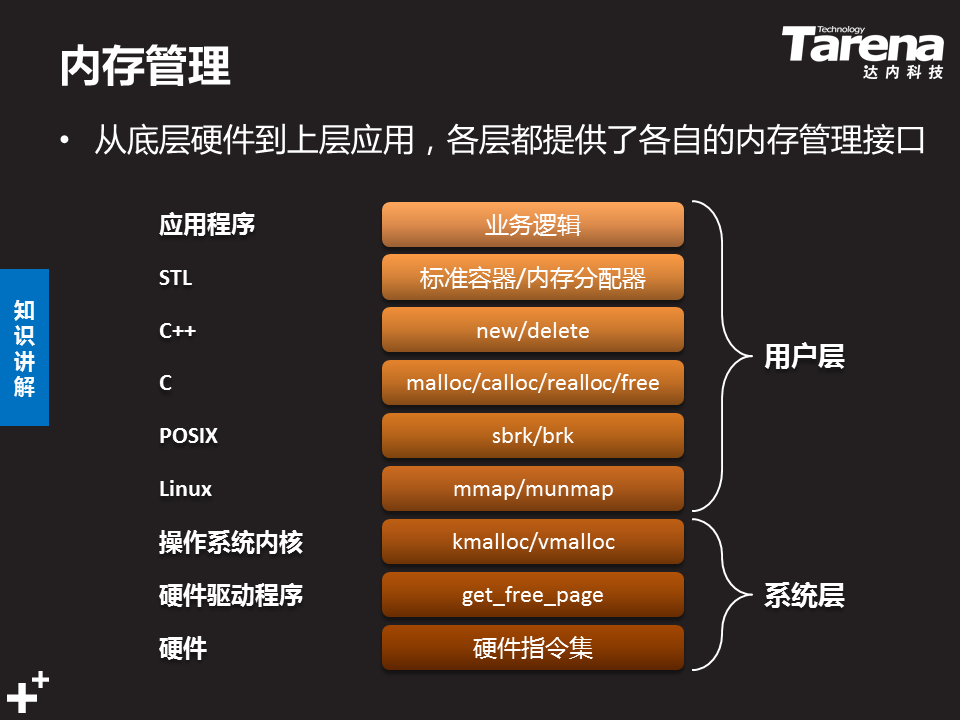 内存管理
Technology
Tarena
达内科技
• 从底层硬件到上层应用，各层都提供了各自的内存管理接口
知识讲解
应用程序 业务逻辑
STL 标准容器/内存分配器
C++ new/delete
C malloc/calloc/realloc/free
POSIX sbrk/brk
Linux mmap/munmap
用户层
操作系统内核 kmalloc/vmalloc
硬件驱动程序 get_free_page
硬件 硬件指令集
系统层